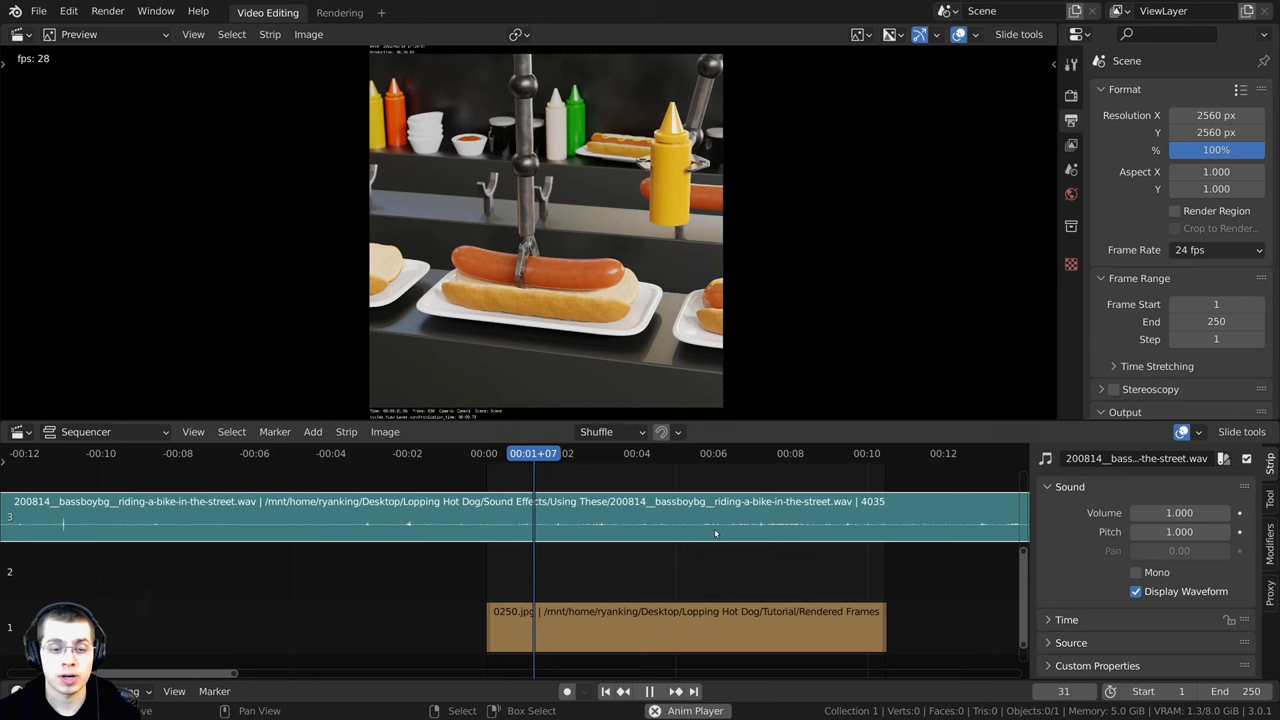 File Edit Render Window Help Video Editing Rendering + Scene ViewLayer
Preview View Select Strip Image Slide tools
fps: 28
Scene
Format
Resolution X 2560 px
Y 2560 px
% 100%
Aspect X 1.000
Y 1.000
Render Region
Crop to Render...
Frame Rate 24 fps
Frame Range
Frame Start 1
End 250
Step 1
Time Stretching
Stereoscopy
Output
Sequencer View Select Marker Add Strip Image Shuffle Slide tools
-00:12 -00:10 -00:08 -00:06 -00:04 -00:02 00:00 00:01+07 02 00:04 00:06 00:08 00:10 00:12
200814__bass...-the-street.wav
200814__bassboybg__riding-a-bike-in-the-street.wav | /mnt/home/ryanking/Desktop/Lopping Hot Dog/Sound Effects/Using These/200814__bassboybg__riding-a-bike-in-the-street.wav | 4035
3
2
1
0250.jpg | /mnt/home/ryanking/Desktop/Lopping Hot Dog/Tutorial/Rendered Frames
Sound
Volume 1.000
Pitch 1.000
Pan 0.00
Mono
Display Waveform
Time
Source
Custom Properties
Strip
Tool
Modifiers
Proxy
View Marker 31 Start 1 End 250
Pan View Select Box Select Anim Player Collection 1 | Verts:0 | Faces:0 | Tris:0 | Objects:0/1 | Memory: 5.0 GiB | VRAM: 1.3/8.0 GiB | 3.0.1